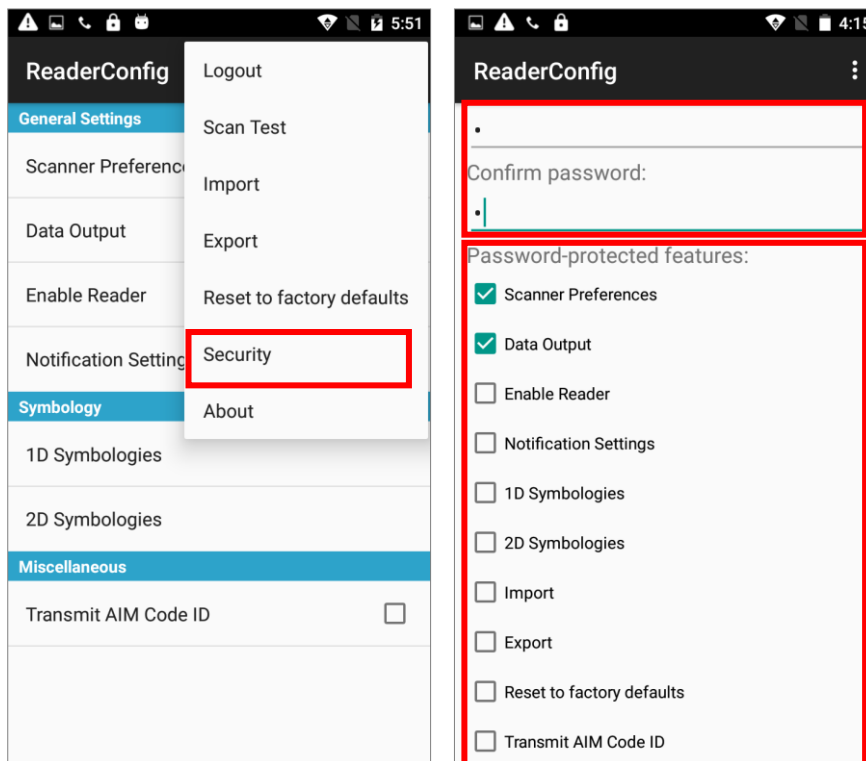 5:51
ReaderConfig
Logout
Scan Test
Import
Export
Reset to factory defaults
Security
About
General Settings
Scanner Preferenc
Data Output
Enable Reader
Notification Setting
Symbology
1D Symbologies
2D Symbologies
Miscellaneous
Transmit AIM Code ID
4:15
ReaderConfig
Confirm password:
Password-protected features:
Scanner Preferences
Data Output
Enable Reader
Notification Settings
1D Symbologies
2D Symbologies
Import
Export
Reset to factory defaults
Transmit AIM Code ID